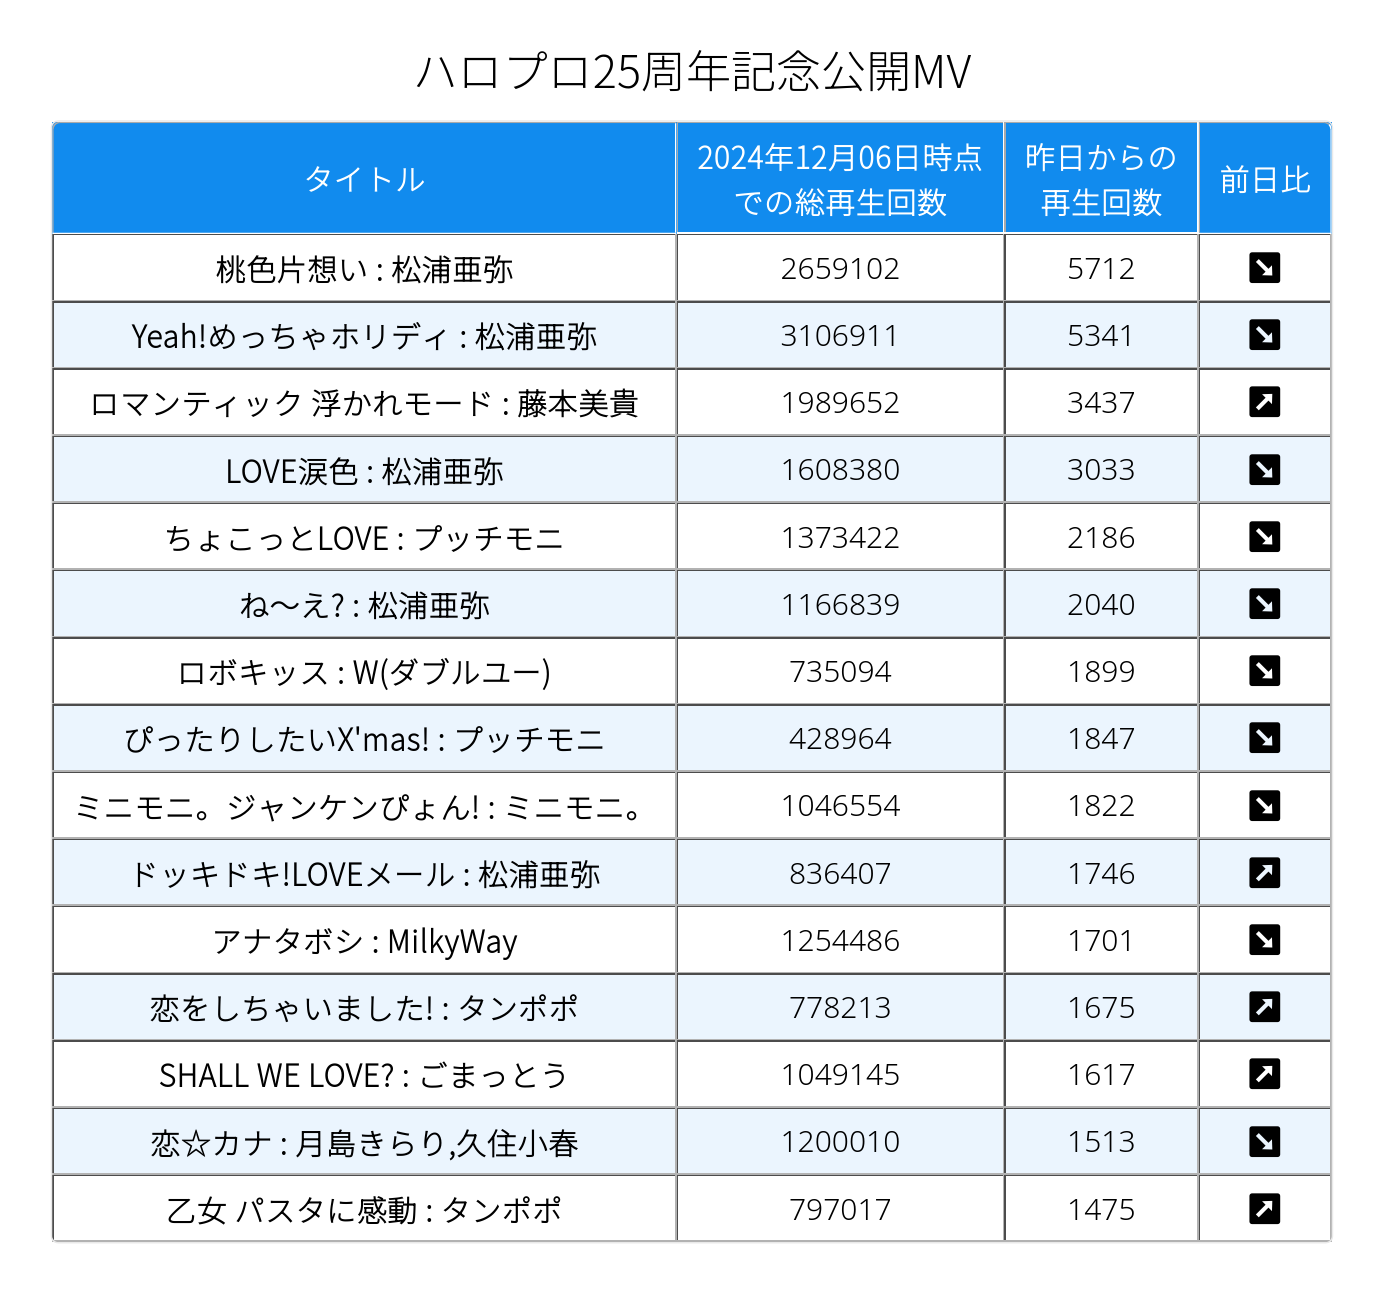 ハロプロ25周年記念公開MV
タイトル
2024年12月06日時点
での総再生回数
昨日からの
再生回数
前日比
桃色片想い : 松浦亜弥 2659102 5712 ↘
Yeah!めっちゃホリディ : 松浦亜弥 3106911 5341 ↘
ロマンティック 浮かれモード : 藤本美貴 1989652 3437 ↗
LOVE涙色 : 松浦亜弥 1608380 3033 ↘
ちょこっとLOVE : プッチモニ 1373422 2186 ↘
ね〜え? : 松浦亜弥 1166839 2040 ↘
ロボキッス : W(ダブルユー) 735094 1899 ↘
ぴったりしたいX'mas! : プッチモニ 428964 1847 ↘
ミニモニ。ジャンケンぴょん! : ミニモニ。 1046554 1822 ↘
ドッキドキ!LOVEメール : 松浦亜弥 836407 1746 ↗
アナタボシ : MilkyWay 1254486 1701 ↘
恋をしちゃいました! : タンポポ 778213 1675 ↗
SHALL WE LOVE? : ごまっとう 1049145 1617 ↗
恋☆カナ : 月島きらり,久住小春 1200010 1513 ↘
乙女 パスタに感動 : タンポポ 797017 1475 ↗